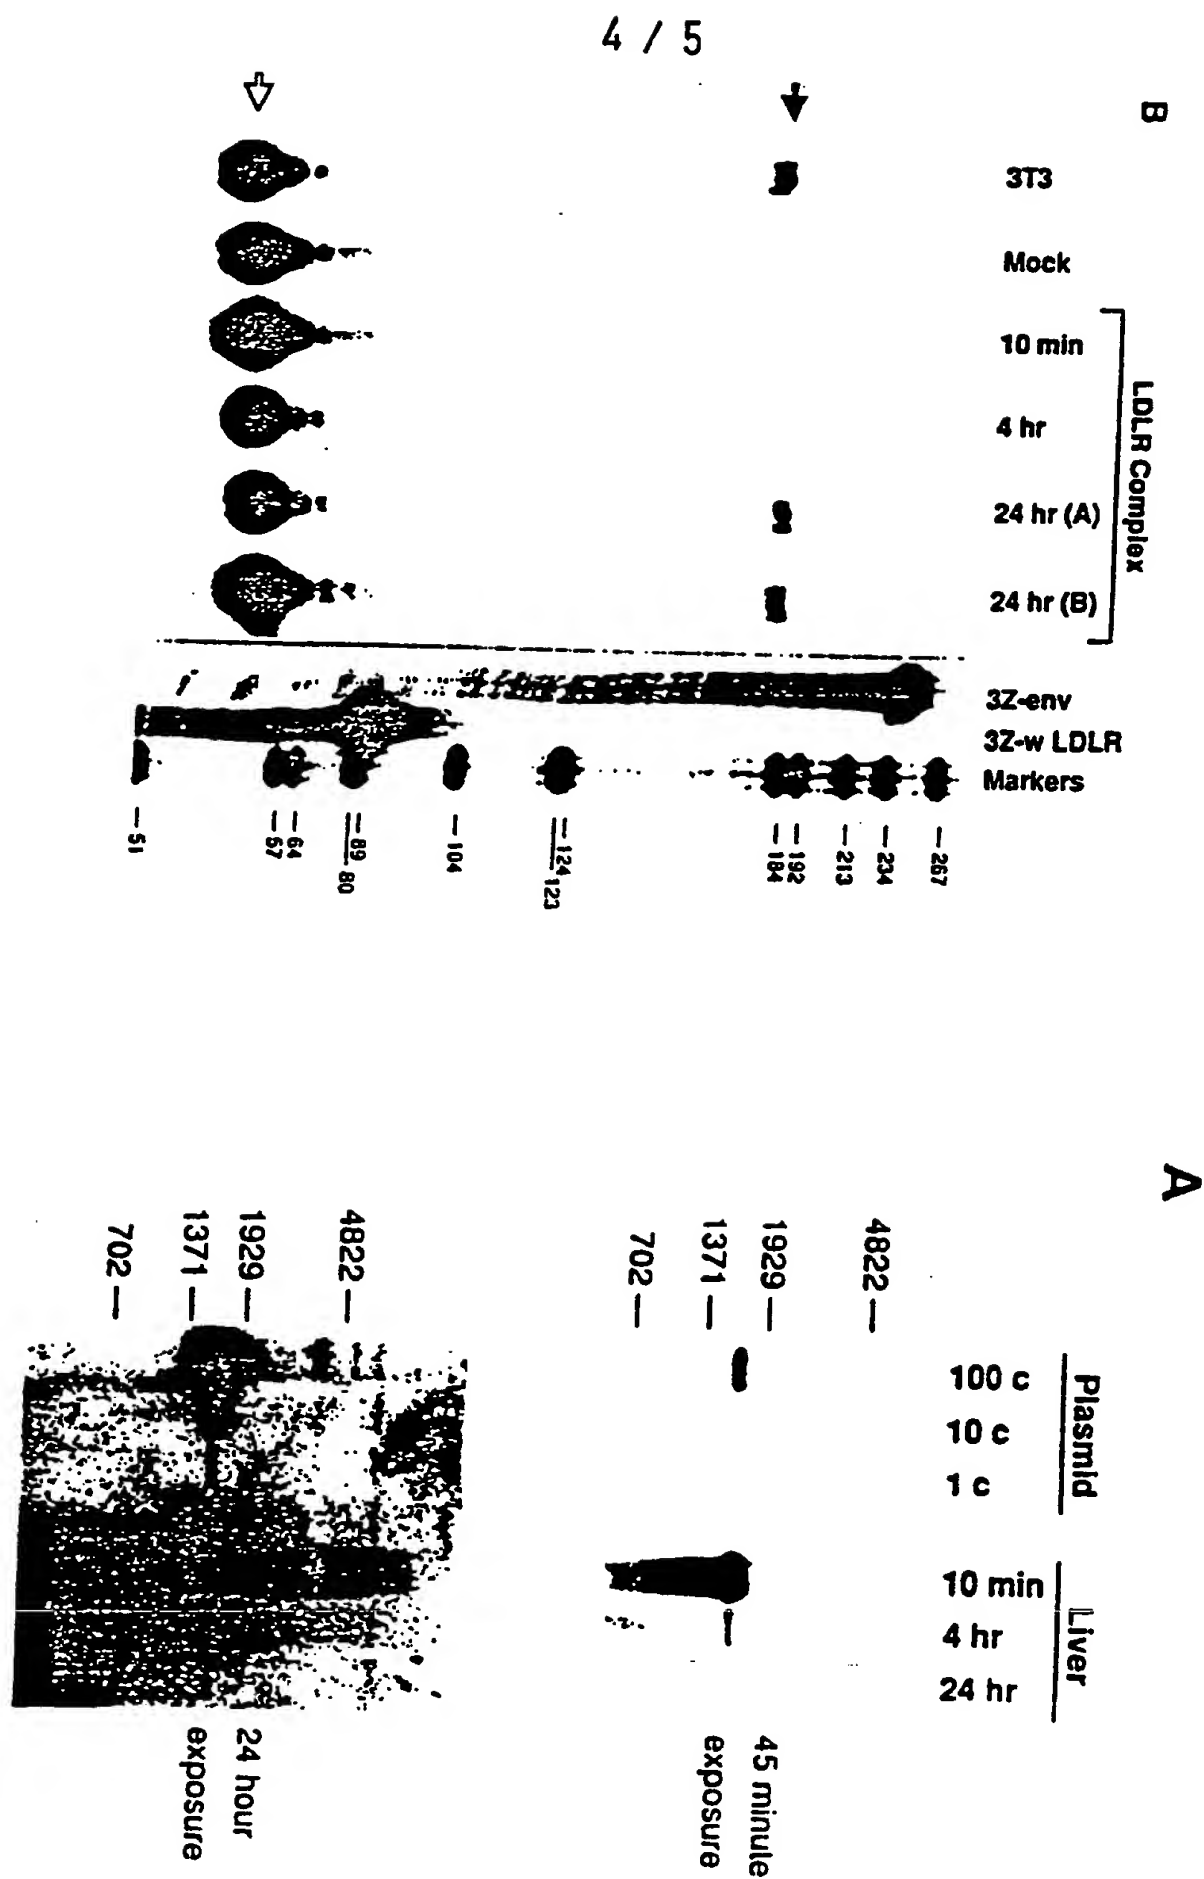 4 / 5
A
Plasmid
Liver
100 c
10 c
1 c
10 min
4 hr
24 hr
4822 —
1929 —
1371 —
702 —
45 minule
exposure
4822 —
1929 —
1371 —
702 —
24 hour
exposure
B
LDLR Complex
3T3
Mock
10 min
4 hr
24 hr (A)
24 hr (B)
3Z-env
3Z-w LDLR
Markers
— 267
— 234
— 213
— 192
— 184
— 124
123
— 104
— 89
80
— 64
— 57
— 51